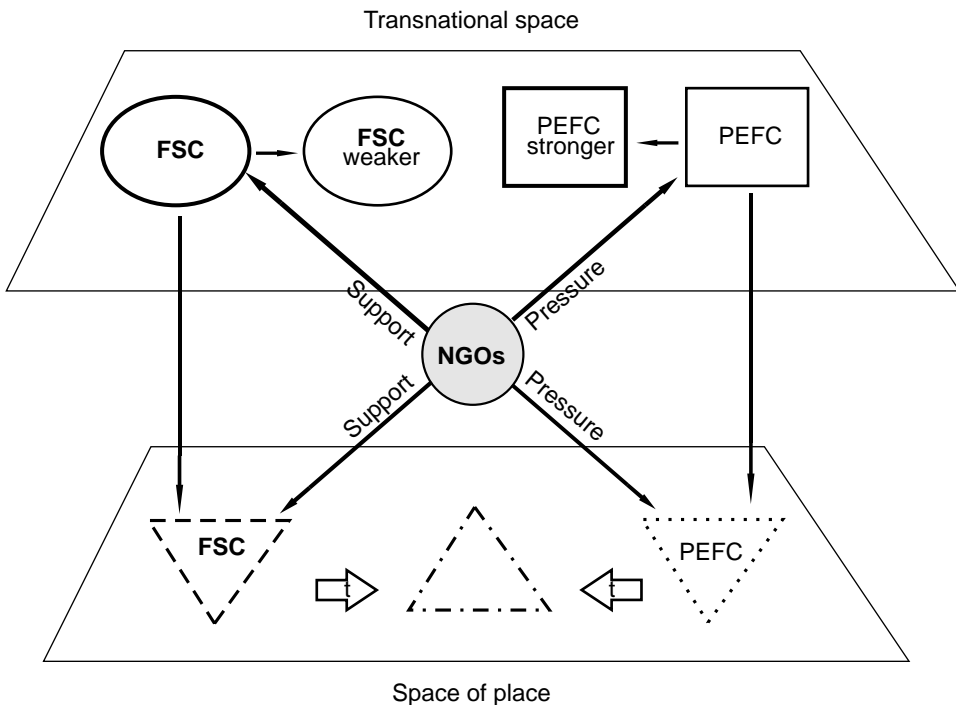 Transnational space
FSC
FSC
weaker
PEFC
stronger
PEFC
Support
Pressure
NGOs
Support
Pressure
FSC
PEFC
t
t
Space of place